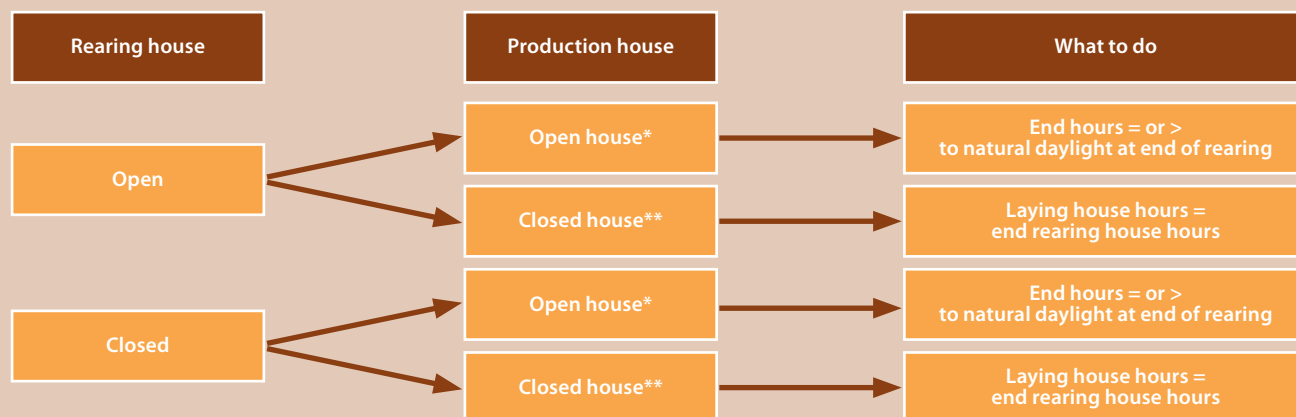 Rearing house
Production house
What to do
Open
Open house*
End hours = or >
to natural daylight at end of rearing
Closed house**
Laying house hours =
end rearing house hours
Closed
Open house*
End hours = or >
to natural daylight at end of rearing
Closed house**
Laying house hours =
end rearing house hours